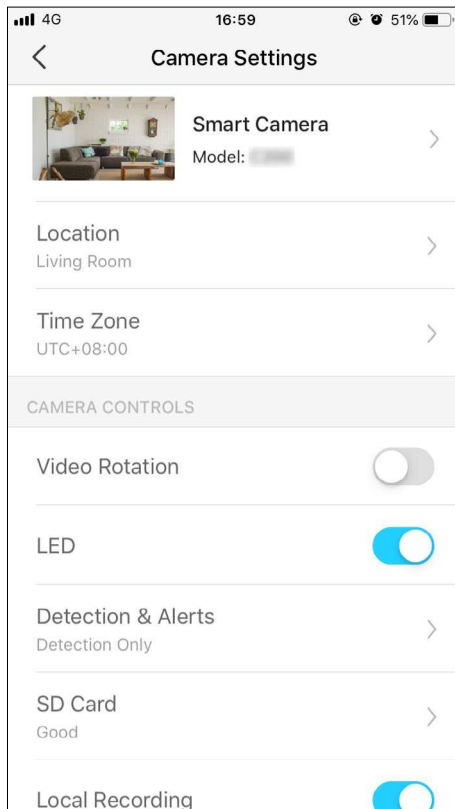 4G 16:59 51%
Camera Settings
Smart Camera
Model:
Location
Living Room
Time Zone
UTC+08:00
CAMERA CONTROLS
Video Rotation
LED
Detection & Alerts
Detection Only
SD Card
Good
Local Recording